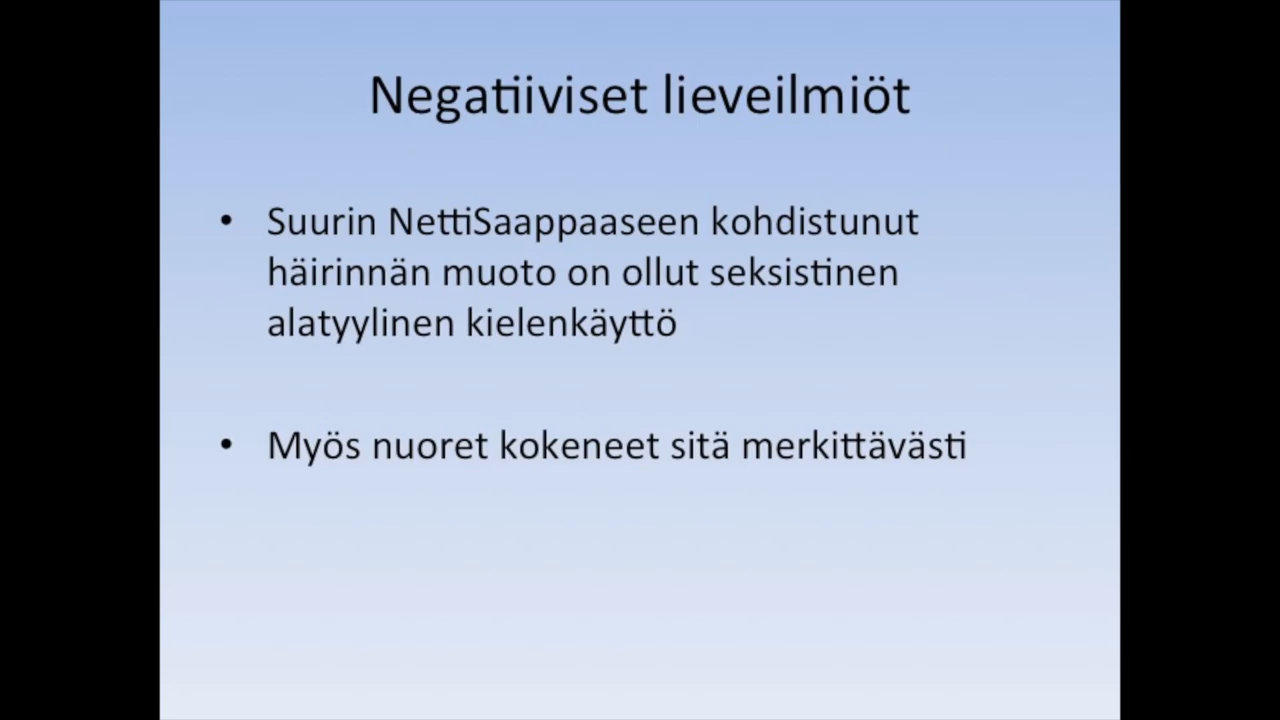 Negatiiviset lieveilmiöt
• Suurin NettiSaappaaseen kohdistunut
häirinnän muoto on ollut seksistinen
alatyylinen kielenkäyttö
• Myös nuoret kokeneet sitä merkittävästi